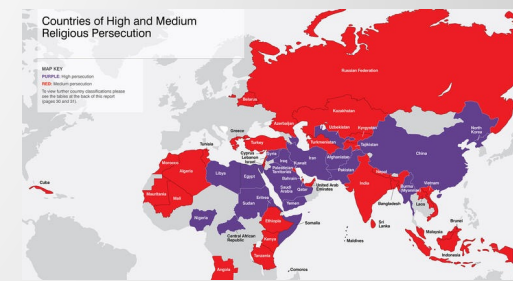 Countries of High and Medium
Religious Persecution
MAP KEY
PURPLE: High persecution
RED: Medium persecution
To view further country classifications please
see the tables at the back of this report
(pages 30 and 31).
Russian Federation
Belarus
Kazakhstan
Azerbaijan
Uzbekistan
Kyrgyzstan
North
Korea
Greece
Turkey
Turkmenistan
Tajikistan
China
Tunisia
Cyprus
Lebanon
Israel
Syria
Iraq
Iran
Afghanistan
Morocco
Algeria
Libya
Egypt
Palestinian
Territories
Kuwait
Bahrain
Pakistan
Nepal
Cuba
Saudi
Arabia
Qatar
United Arab
Emirates
India
Burma
(Myanmar)
Vietnam
Mauritania
Mali
Sudan
Eritrea
Yemen
Bangladesh
Laos
Nigeria
Ethiopia
Somalia
Sri
Lanka
Brunei
Central African
Republic
Kenya
Maldives
Malaysia
Tanzania
Indonesia
Angola
Comoros